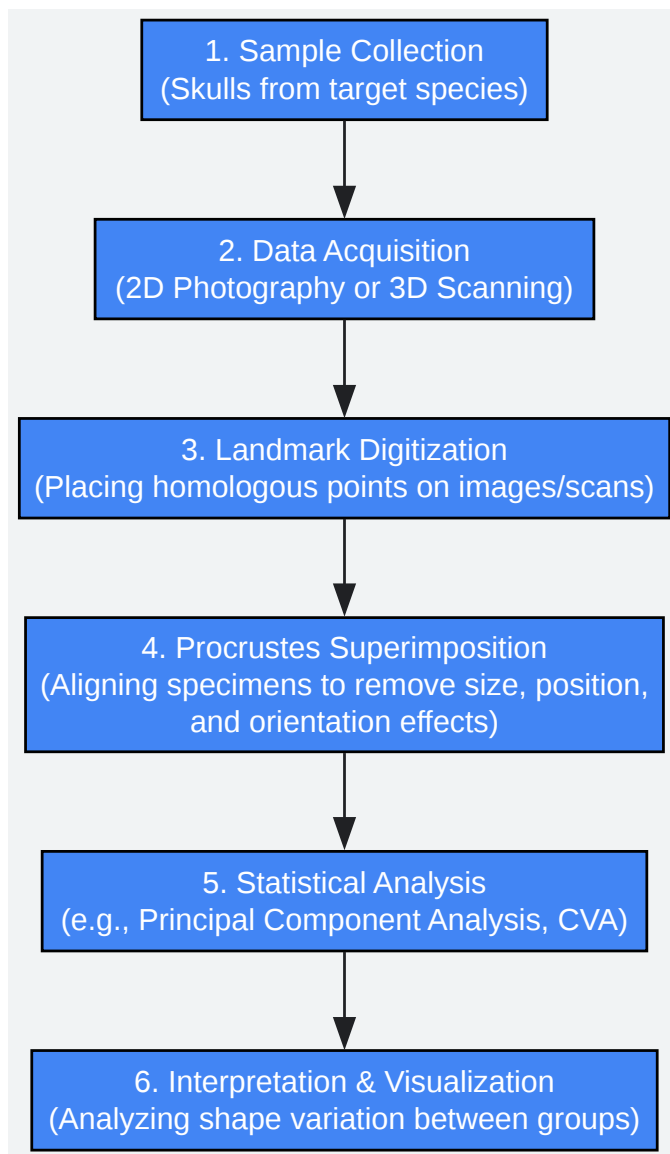 1. Sample Collection
(Skulls from target species)
2. Data Acquisition
(2D Photography or 3D Scanning)
3. Landmark Digitization
(Placing homologous points on images/scans)
4. Procrustes Superimposition
(Aligning specimens to remove size, position,
and orientation effects)
5. Statistical Analysis
(e.g., Principal Component Analysis, CVA)
6. Interpretation & Visualization
(Analyzing shape variation between groups)